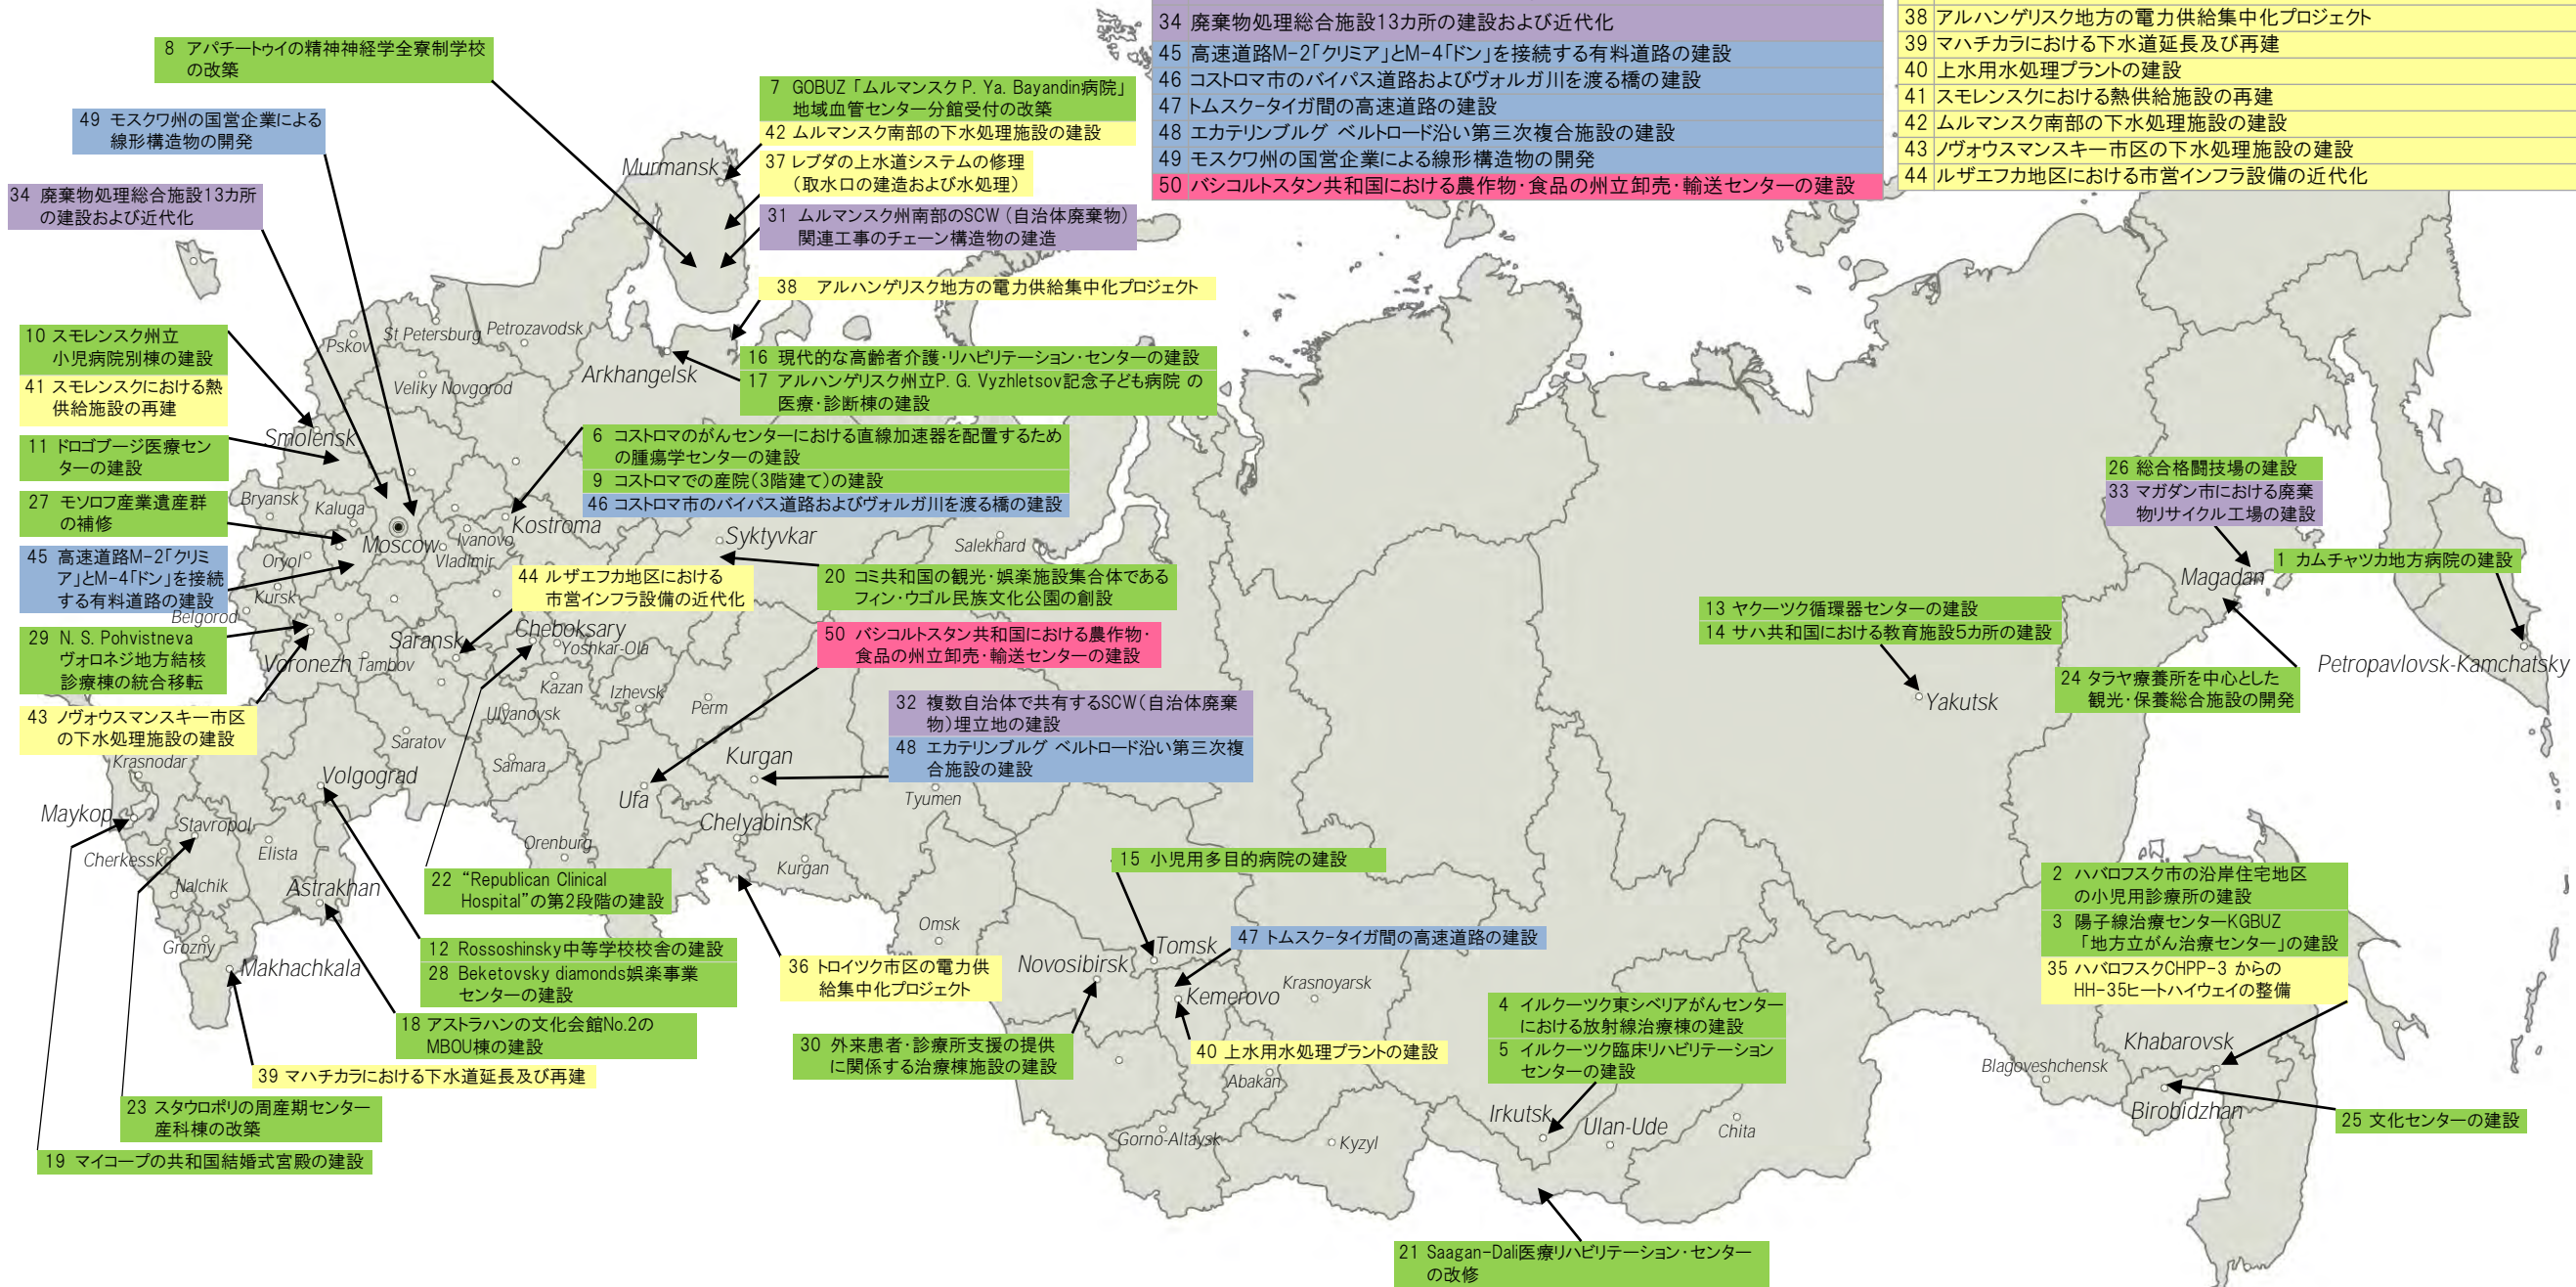 34 廃棄物処理総合施設13カ所の建設および近代化
45 高速道路M-2「クリミア」とM-4「ドン」を接続する有料道路の建設
46 コストロマ市のバイパス道路およびヴォルガ川を渡る橋の建設
47 トムスク-タイガ間の高速道路の建設
48 エカテリンブルグ ベルトロード沿い第三次複合施設の建設
49 モスクワ州の国営企業による線形構造物の開発
50 バシコルトスタン共和国における農作物・食品の州立卸売・輸送センターの建設
38 アルハンゲリスク地方の電力供給集中化プロジェクト
39 マハチカラにおける下水道延長及び再建
40 上水用水処理プラントの建設
41 スモレンスクにおける熱供給施設の再建
42 ムルマンスク南部の下水処理施設の建設
43 ノヴォウスマンスキー市区の下水処理施設の建設
44 ルザエフカ地区における市営インフラ設備の近代化
8 アパチートゥイの精神神経学全寮制学校
の改築
7 GOBUZ「ムルマンスク P. Ya. Bayandin病院」
地域血管センター分館受付の改築
42 ムルマンスク南部の下水処理施設の建設
37 レブダの上水道システムの修理
(取水口の建造および水処理)
31 ムルマンスク州南部のSCW (自治体廃棄物)
関連工事のチェーン構造物の建造
49 モスクワ州の国営企業による
線形構造物の開発
34 廃棄物処理総合施設13カ所
の建設および近代化
Murmansk
38 アルハンゲリスク地方の電力供給集中化プロジェクト
10 スモレンスク州立
小児病院別棟の建設
41 スモレンスクにおける熱
供給施設の再建
Pskov
St Petersburg
Petrozavodsk
Veliky Novgorod
Arkhangelsk
16 現代的な高齢者介護・リハビリテーション・センターの建設
17 アルハンゲリスク州立P. G. Vyzhletsov記念子ども病院 の
医療・診断棟の建設
11 ドロゴブージ医療セン
ターの建設
Smolensk
6 コストロマのがんセンターにおける直線加速器を配置するため
の腫瘍学センターの建設
9 コストロマでの産院(3階建て)の建設
46 コストロマ市のバイパス道路およびヴォルガ川を渡る橋の建設
27 モソロフ産業遺産群
の補修
Bryansk
Kaluga
Moscow
Ivanovo
Vladimir
Kostroma
Syktyvkar
Salekhard
45 高速道路M-2「クリミ
ア」とM-4「ドン」を接続
する有料道路の建設
Oryol
Kursk
Belgorod
44 ルザエフカ地区における
市営インフラ設備の近代化
20 コミ共和国の観光・娯楽施設集合体である
フィン・ウゴル民族文化公園の創設
29 N. S. Pohvistneva
ヴォロネジ地方結核
診療棟の統合移転
Voronezh
Tambov
Saransk
Cheboksary
Yoshkar-Ola
50 バシコルトスタン共和国における農作物・
食品の州立卸売・輸送センターの建設
43 ノヴォウスマンスキー市区
の下水処理施設の建設
Kazan
Izhevsk
Perm
Ulyanovsk
Saratov
Samara
32 複数自治体で共有するSCW(自治体廃棄
物)埋立地の建設
48 エカテリンブルグ ベルトロード沿い第三次複
合施設の建設
Krasnodar
Volgograd
Kurgan
Ufa
Tyumen
Maykop
Stavropol
Chelyabinsk
Cherkessk
Elista
Orenburg
Kurgan
Nalchik
Astrakhan
Grozny
Makhachkala
22 “Republican Clinical
Hospital”の第2段階の建設
12 Rossoshinsky中等学校校舎の建設
28 Beketovsky diamonds娯楽事業
センターの建設
18 アストラハンの文化会館No.2の
MBOU棟の建設
39 マハチカラにおける下水道延長及び再建
23 スタウロポリの周産期センター
産科棟の改築
19 マイコープの共和国結婚式宮殿の建設
36 トロイツク市区の電力供
給集中化プロジェクト
15 小児用多目的病院の建設
Omsk
Tomsk
47 トムスク-タイガ間の高速道路の建設
Novosibirsk
Kemerovo
Krasnoyarsk
30 外来患者・診療所支援の提供
に関係する治療棟施設の建設
40 上水用水処理プラントの建設
Abakan
Gorno-Altaysk
Kyzyl
4 イルクーツク東シベリアがんセンター
における放射線治療棟の建設
5 イルクーツク臨床リハビリテーション
センターの建設
Irkutsk
Ulan-Ude
Chita
21 Saagan-Dali医療リハビリテーション・センター
の改修
13 ヤクーツク循環器センターの建設
14 サハ共和国における教育施設5カ所の建設
Yakutsk
26 総合格闘技場の建設
33 マガダン市における廃棄
物リサイクル工場の建設
1 カムチャツカ地方病院の建設
Magadan
Petropavlovsk-Kamchatsky
24 タラヤ療養所を中心とした
観光・保養総合施設の開発
2 ハバロフスク市の沿岸住宅地区
の小児用診療所の建設
3 陽子線治療センターKGBUZ
「地方立がん治療センター」の建設
35 ハバロフスクCHPP-3 からの
HH-35ヒートハイウェイの整備
Khabarovsk
Blagoveshchensk
Birobidzhan
25 文化センターの建設